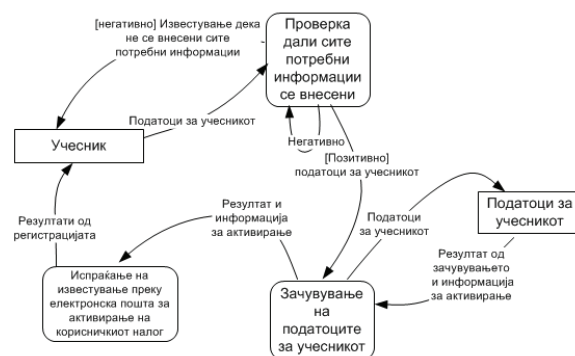 [негативно] Известување дека
не се внесени сите
потребни информации
Проверка
дали сите
потребни
информации
се внесени
Податоци за учесникот
Учесник
Негативно
[Позитивно]
податоци за учесникот
Резултати од
регистрацијата
Резултат и
информација
за активирање
Податоци
за учесникот
Податоци за
учесникот
Резултат од
зачувувањето
и информација
за активирање
Испраќање на
известување преку
електронска пошта за
активирање на
корисничкиот налог
Зачувување
на
податоците
за учесникот